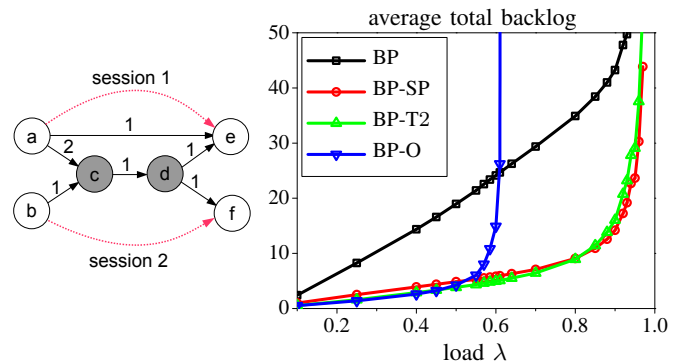 session 1
a
1
e
2
1
c
1
d
1
1
b
f
session 2
average total backlog
50
40
30
20
10
0
BP
BP-SP
BP-T2
BP-O
0.2
0.4
0.6
0.8
1.0
load λ